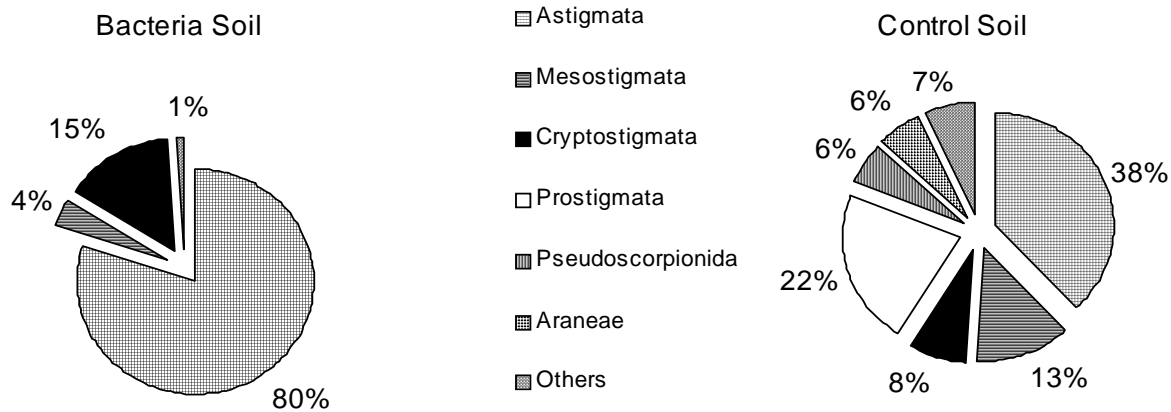 Bacteria Soil
1%
15%
4%
80%
Astigmata
Mesostigmata
Cryptostigmata
Prostigmata
Pseudoscorpionida
Araneae
Others
Control Soil
7%
6%
6%
38%
22%
8%
13%